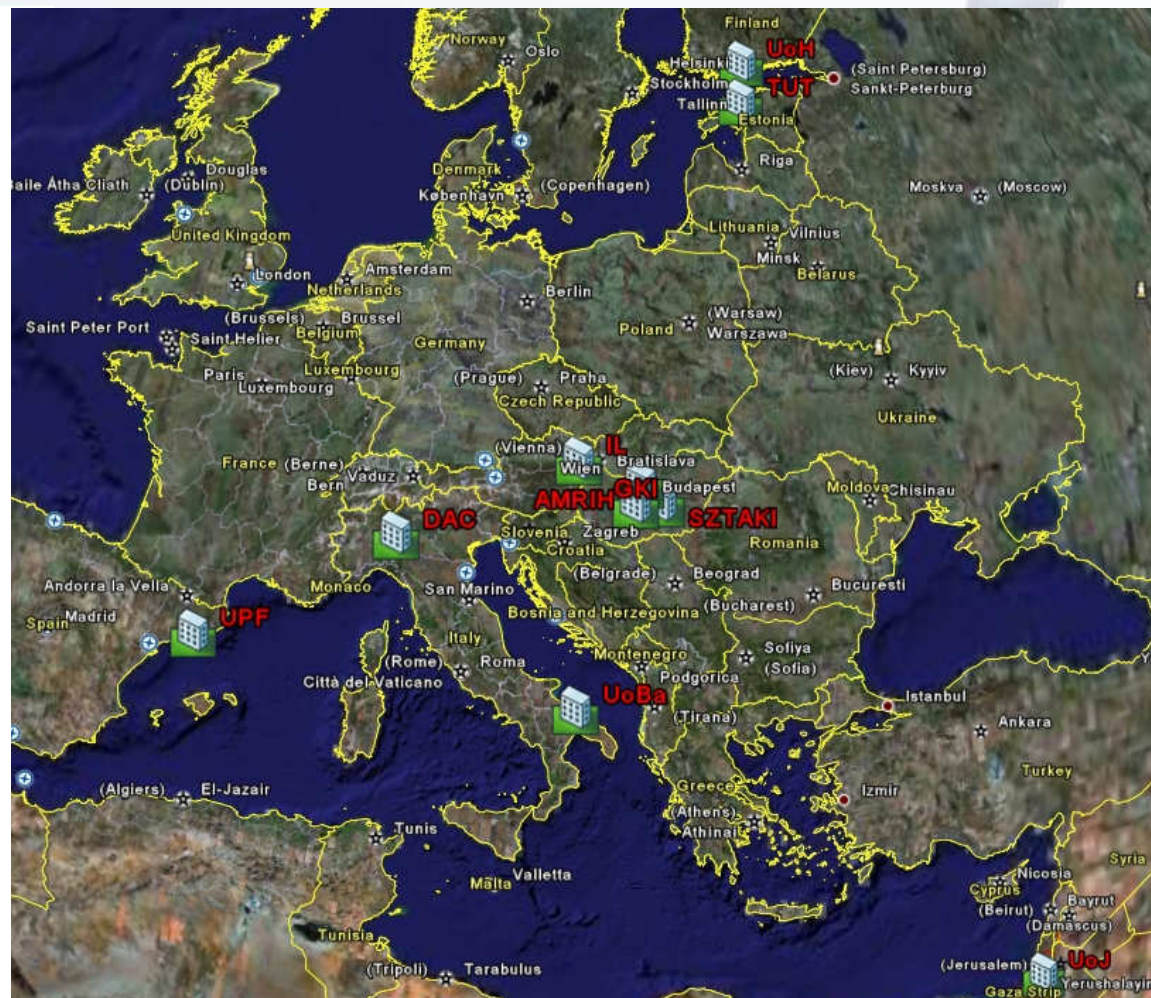 Finland
Norway
Oslo
UoH
Helsinki
(Saint Petersburg)
Stockholm
TUT
Sankt-Peterburg
Tallinn
Estonia
Riga
Douglas
Denmark
Baile Átha Cliath
(Dublin)
København
(Copenhagen)
Moskva
(Moscow)
United Kingdom
Lithuania
Vilnius
Minsk
Belarus
London
Amsterdam
Netherlands
Berlin
(Brussels)
Brussel
(Warsaw)
Saint Peter Port
Belgium
Poland
Warszawa
Saint Helier
Germany
Paris
Luxembourg
Luxembourg
(Prague)
Praha
(Kiev)
Kyyiv
Czech Republic
Ukraine
(Vienna)
IL
France
(Berne)
Wien
Bratislava
Bern
Vaduz
GKI
Budapest
Moldova
Chisinau
AMRIH
DAC
SZTAKI
Slovenia
Zagreb
Croatia
Romania
Andorra la Vella
Monaco
San Marino
(Belgrade)
Beograd
Bucuresti
Bosnia and Herzegovina
(Bucharest)
Spain
Madrid
UPF
Italy
Montenegro
Sofiya
(Rome)
Roma
(Sofia)
Città del Vaticano
Podgorica
UoBa
Istanbul
(Tirana)
Ankara
Turkey
(Algiers)
El-Jazair
Greece
Izmir
(Athens)
Athinai
Tunis
Syria
Malta
Valletta
Nicosia
Cyprus
Bayrut
(Beirut)
(Damascus)
Tunisia
(Tripoli)
Tarabulus
(Jerusalem)
UoJ
Yerushalayim
Gaza Strip